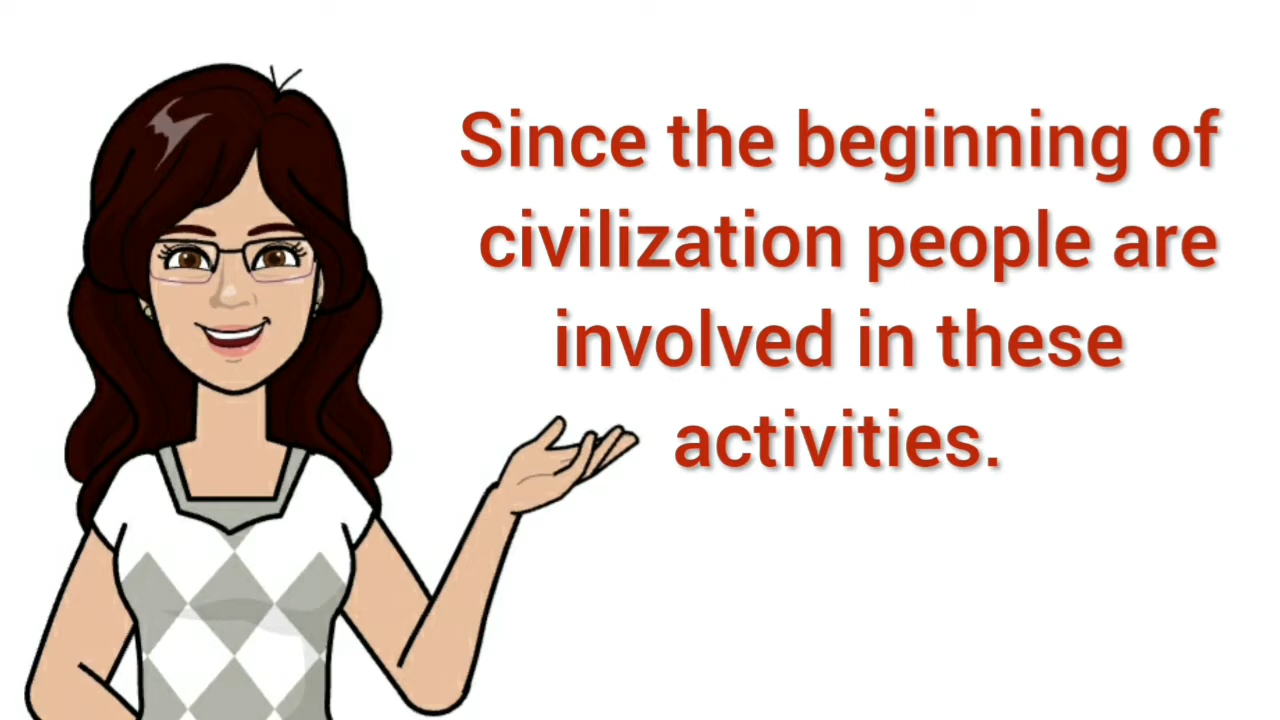 Since the beginning of
civilization people are
involved in these
activities.